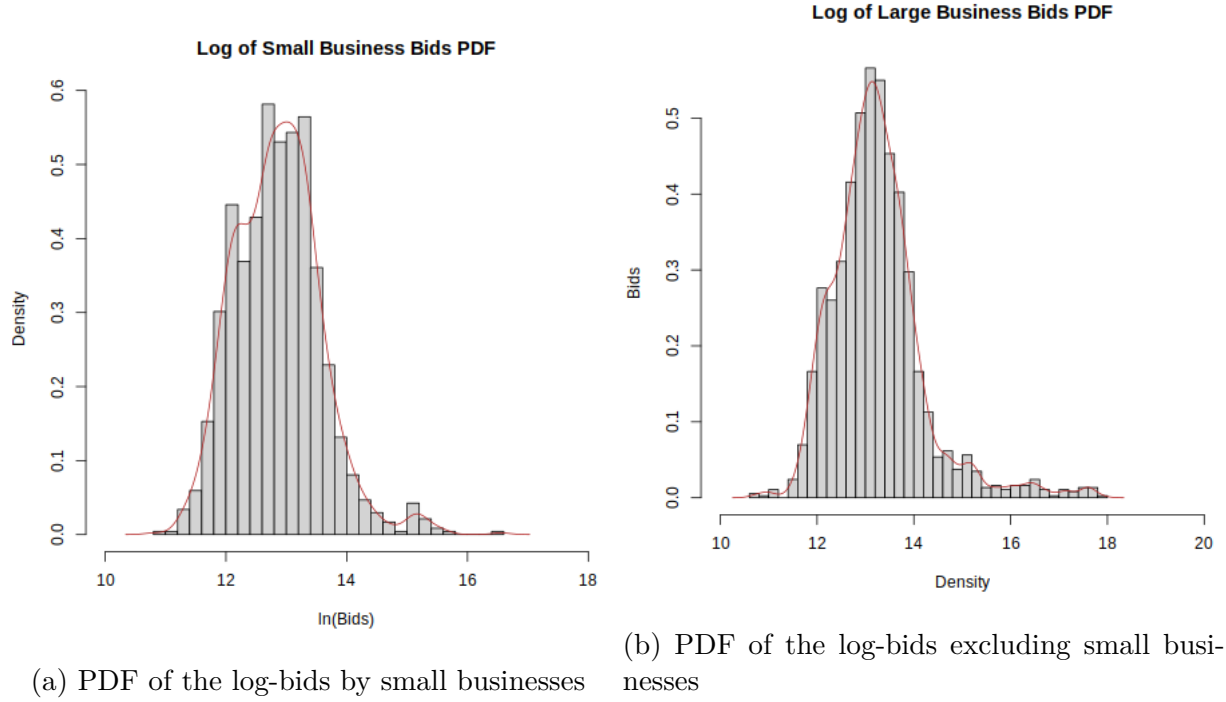 Log of Small Business Bids PDF
Density
0.0
0.1
0.2
0.3
0.4
0.5
0.6
10
12
14
16
18
ln(Bids)
(a) PDF of the log-bids by small businesses
Log of Large Business Bids PDF
Bids
0.0
0.1
0.2
0.3
0.4
0.5
10
12
14
16
18
20
Density
(b) PDF of the log-bids excluding small busi-
nesses